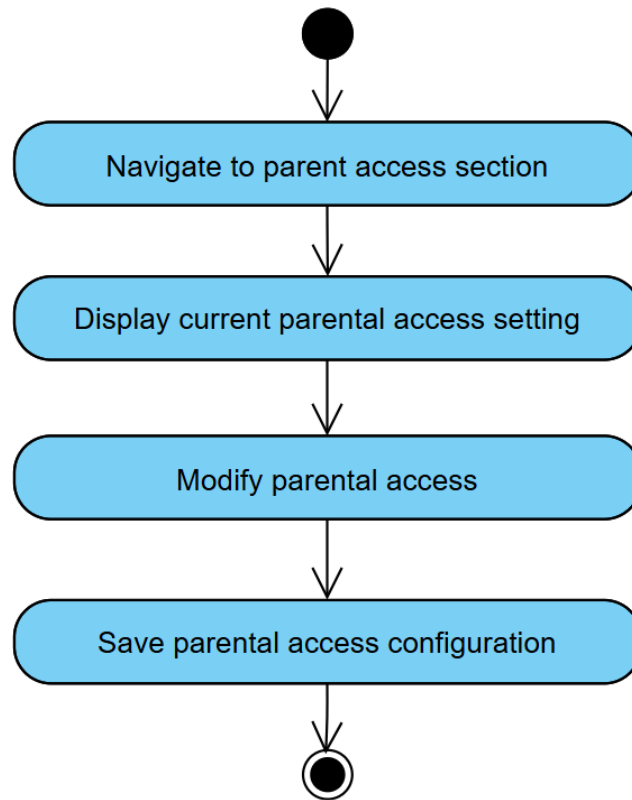 Navigate to parent access section
Display current parental access setting
Modify parental access
Save parental access configuration